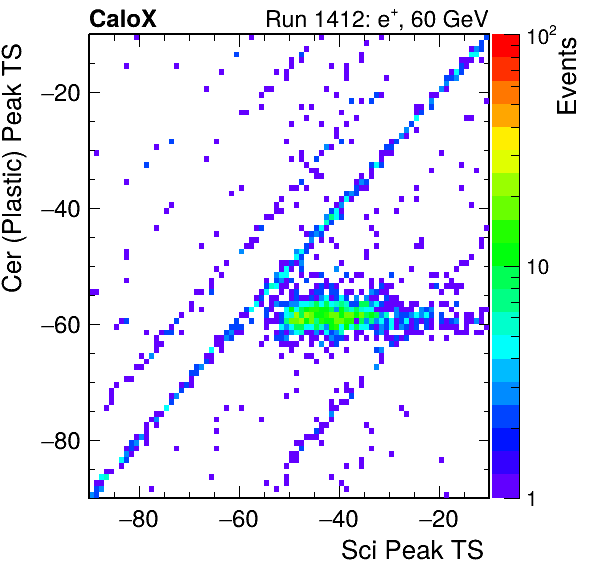 CaloX Run 1412: e⁺, 60 GeV
Cer (Plastic) Peak TS
−20
−40
−60
−80
−80 −60 −40 −20
Sci Peak TS
10²
10
1
Events